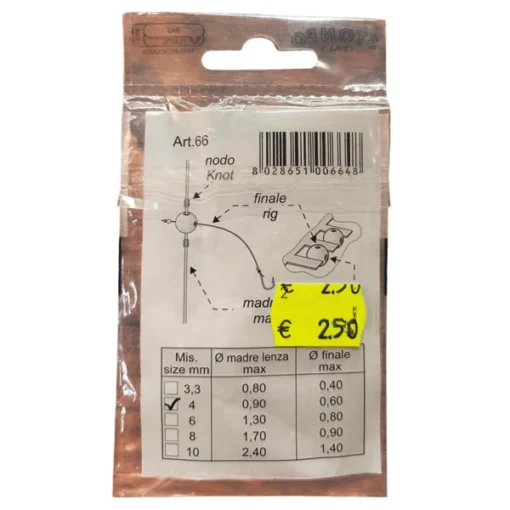 Art.66
8 028651 006648
nodo
Knot
finale
rig
madre
€ 2.50
€ 2.50
Mis.
size mm
Ø madre lenza
max
Ø finale
max
3,3 0,80 0,40
4 0,90 0,60
6 1,30 0,80
8 1,70 0,90
10 2,40 1,40